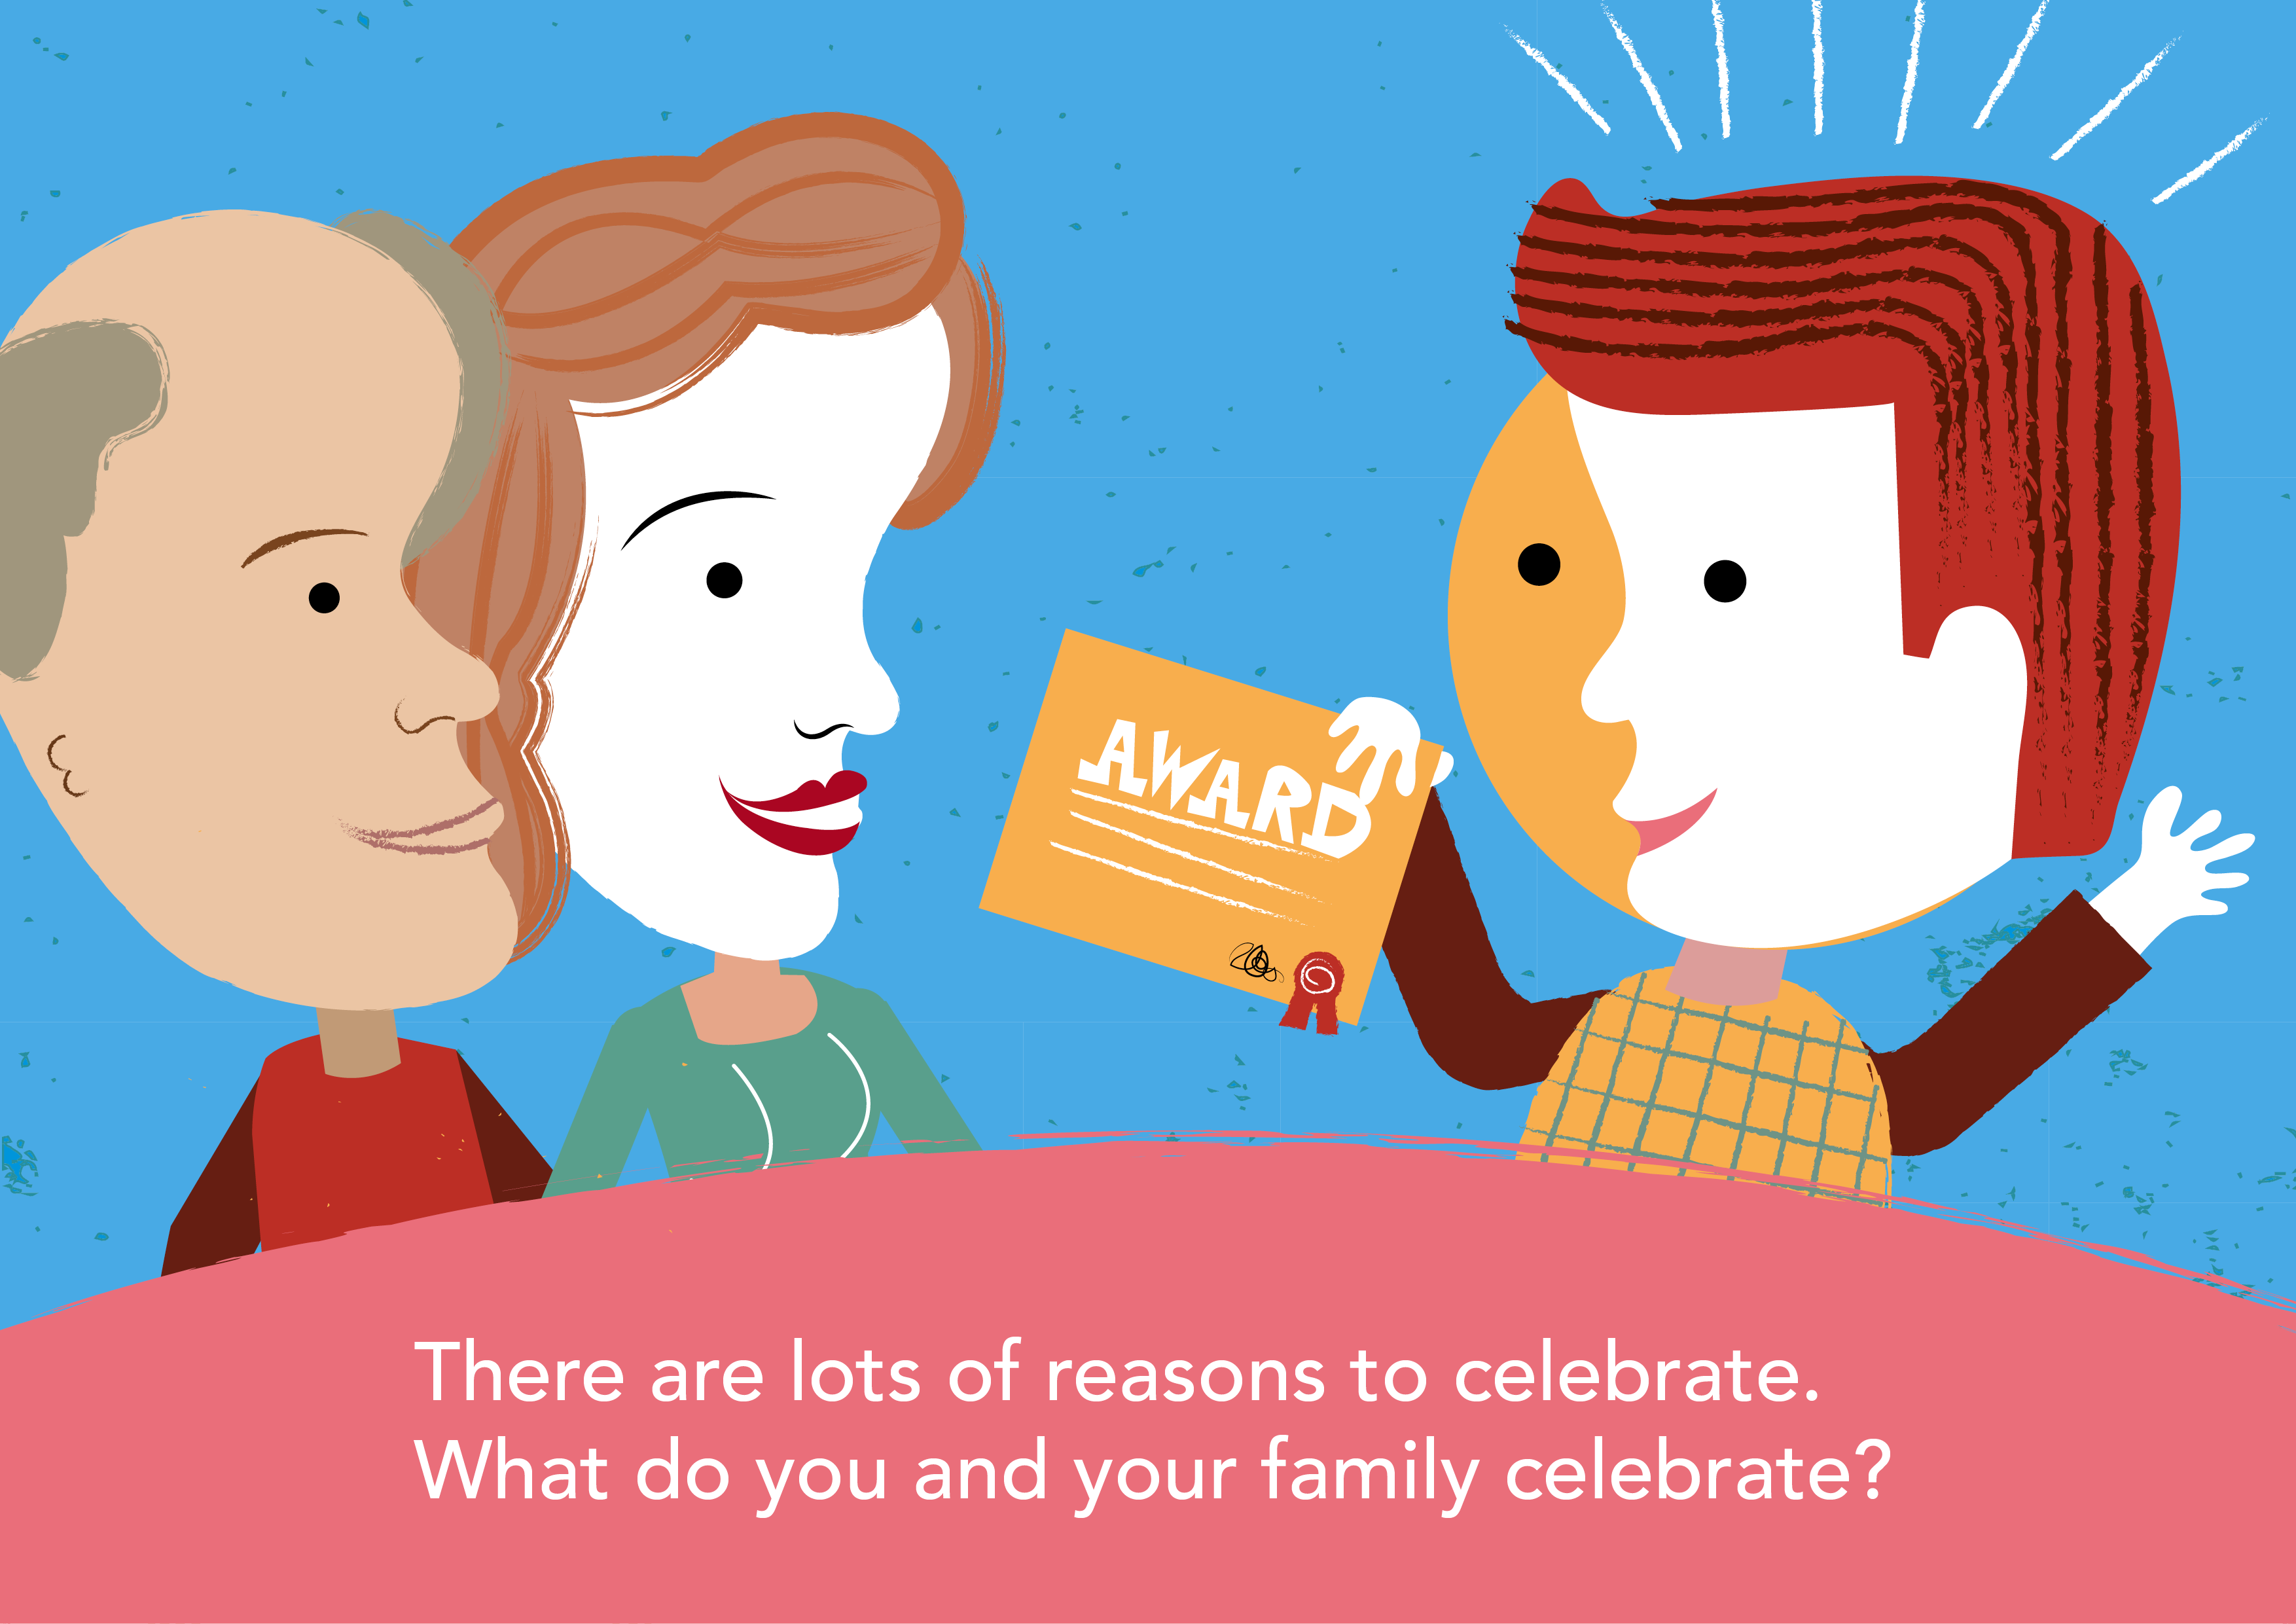 AWARD
There are lots of reasons to celebrate.
What do you and your family celebrate?